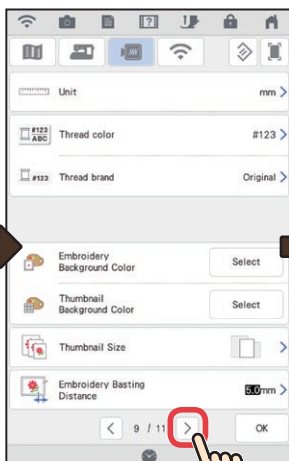 ?
Unit
mm >
#123
ABC
Thread color
#123 >
#123
Thread brand
Original >
Embroidery
Background Color
Select
Thumbnail
Background Color
Select
Thumbnail Size
>
Embroidery Basting
Distance
5.0mm >
< 9 / 11 >
OK